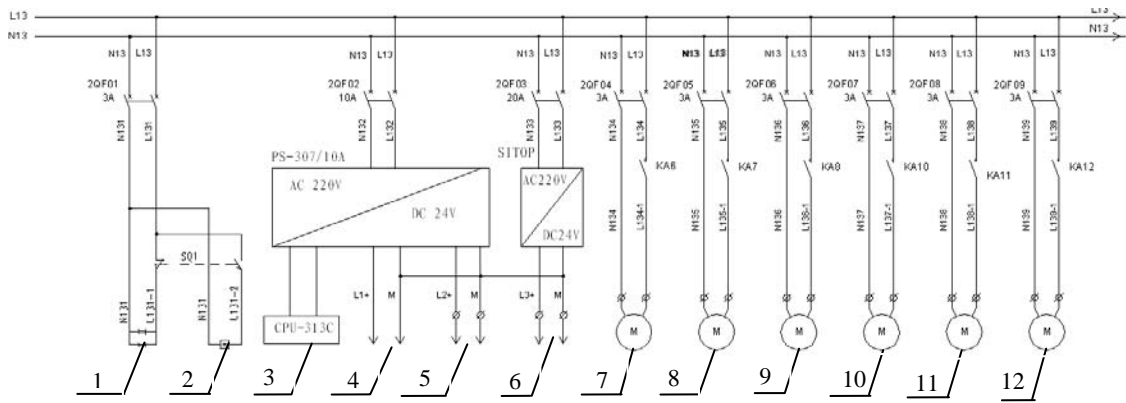 L13 L13
N13 N13
N13 L13 N13 L13 N13 L13 N13 L13 N13 L13 N13 L13 N13 L13 N13 L13 N13 L13
2QF01 2QF02 2QF03 2QF04 2QF05 2QF06 2QF07 2QF08 2QF09
3A 10A 20A 3A 3A 3A 3A 3A 3A
N131 L131 N132 L132 N133 L133 N134 L134 N135 L135 N136 L136 N137 L137 N138 L138 N139 L139
PS-307/10A SITOP KA6 KA7 KA8 KA10 KA11 KA12
AC 220V AC220V
DC 24V DC24V
N134 L134-1 N135 L135-1 N136 L136-1 N137 L137-1 N138 L138-1 N139 L139-1
SQ1
N131 L131-1 N131 L131-2 L1+ M L2+ M L3+ M
CPU-313C M M M M M M
1 2 3 4 5 6 7 8 9 10 11 12